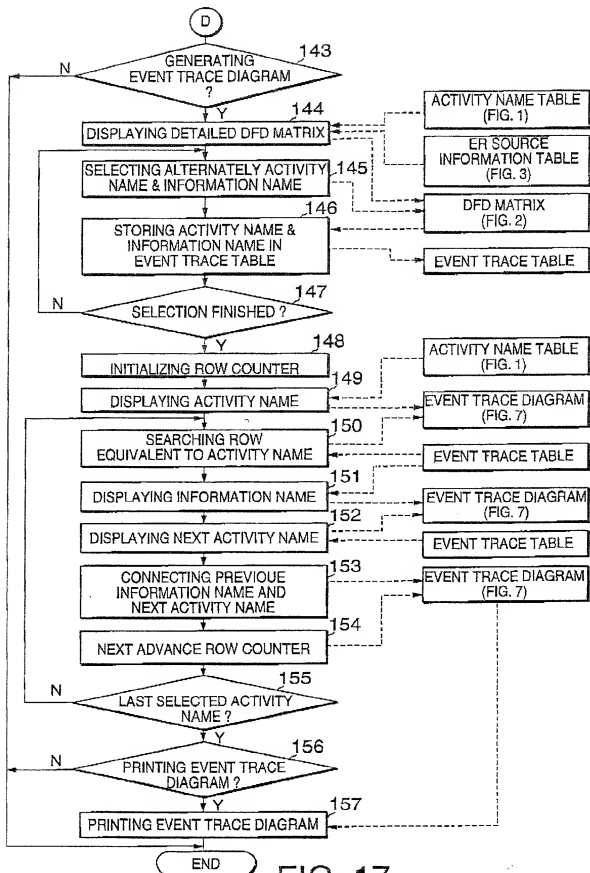 D
143
GENERATING
EVENT TRACE DIAGRAM
?
N
Y
144
DISPLAYING DETAILED DFD MATRIX
ACTIVITY NAME TABLE
(FIG. 1)
ER SOURCE
INFORMATION TABLE
(FIG. 3)
145
SELECTING ALTERNATELY ACTIVITY
NAME & INFORMATION NAME
DFD MATRIX
(FIG. 2)
146
STORING ACTIVITY NAME &
INFORMATION NAME IN
EVENT TRACE TABLE
EVENT TRACE TABLE
147
SELECTION FINISHED ?
N
Y
148
INITIALIZING ROW COUNTER
149
DISPLAYING ACTIVITY NAME
ACTIVITY NAME TABLE
(FIG. 1)
150
SEARCHING ROW
EQUIVALENT TO ACTIVITY NAME
EVENT TRACE DIAGRAM
(FIG. 7)
EVENT TRACE TABLE
151
DISPLAYING INFORMATION NAME
EVENT TRACE DIAGRAM
(FIG. 7)
152
DISPLAYING NEXT ACTIVITY NAME
EVENT TRACE TABLE
153
CONNECTING PREVIOUE
INFORMATION NAME AND
NEXT ACTIVITY NAME
EVENT TRACE DIAGRAM
(FIG. 7)
154
NEXT ADVANCE ROW COUNTER
155
LAST SELECTED ACTIVITY
NAME ?
N
Y
156
PRINTING EVENT TRACE
DIAGRAM ?
N
Y
157
PRINTING EVENT TRACE DIAGRAM
END
FIG. 17